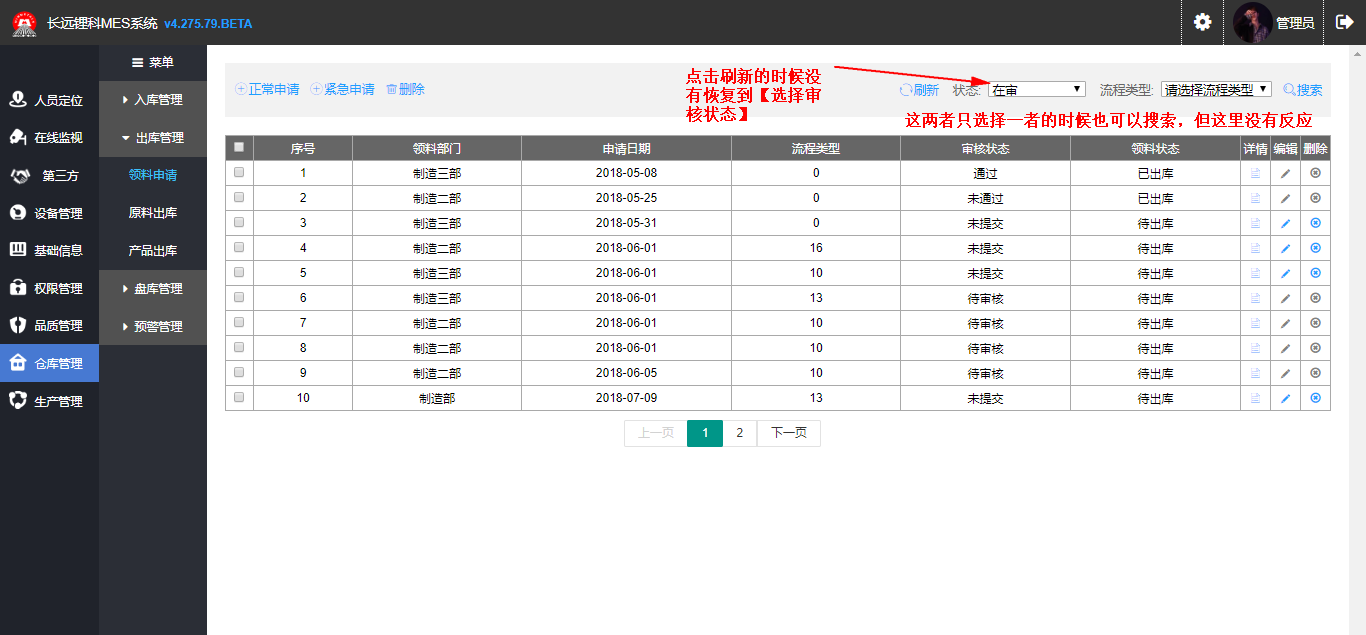 长远锂科MES系统 v4.275.79.BETA 管理员
菜单
人员定位
在线监视
第三方
设备管理
基础信息
权限管理
品质管理
仓库管理
生产管理
入库管理
出库管理
领料申请
原料出库
产品出库
盘库管理
预警管理
正常申请 紧急申请 删除
点击刷新的时候没
有恢复到【选择审
核状态】
刷新 状态: 在审 流程类型: 请选择流程类型 搜索
这两者只选择一者的时候也可以搜索，但这里没有反应
序号 领料部门 申请日期 流程类型 审核状态 领料状态 详情 编辑 删除
1 制造三部 2018-05-08 0 通过 已出库
2 制造二部 2018-05-25 0 未通过 已出库
3 制造三部 2018-05-31 0 未提交 待出库
4 制造二部 2018-06-01 16 未提交 待出库
5 制造三部 2018-06-01 10 未提交 待出库
6 制造三部 2018-06-01 13 待审核 待出库
7 制造二部 2018-06-01 10 待审核 待出库
8 制造二部 2018-06-01 10 待审核 待出库
9 制造二部 2018-06-05 10 待审核 待出库
10 制造部 2018-07-09 13 未提交 待出库
上一页 1 2 下一页